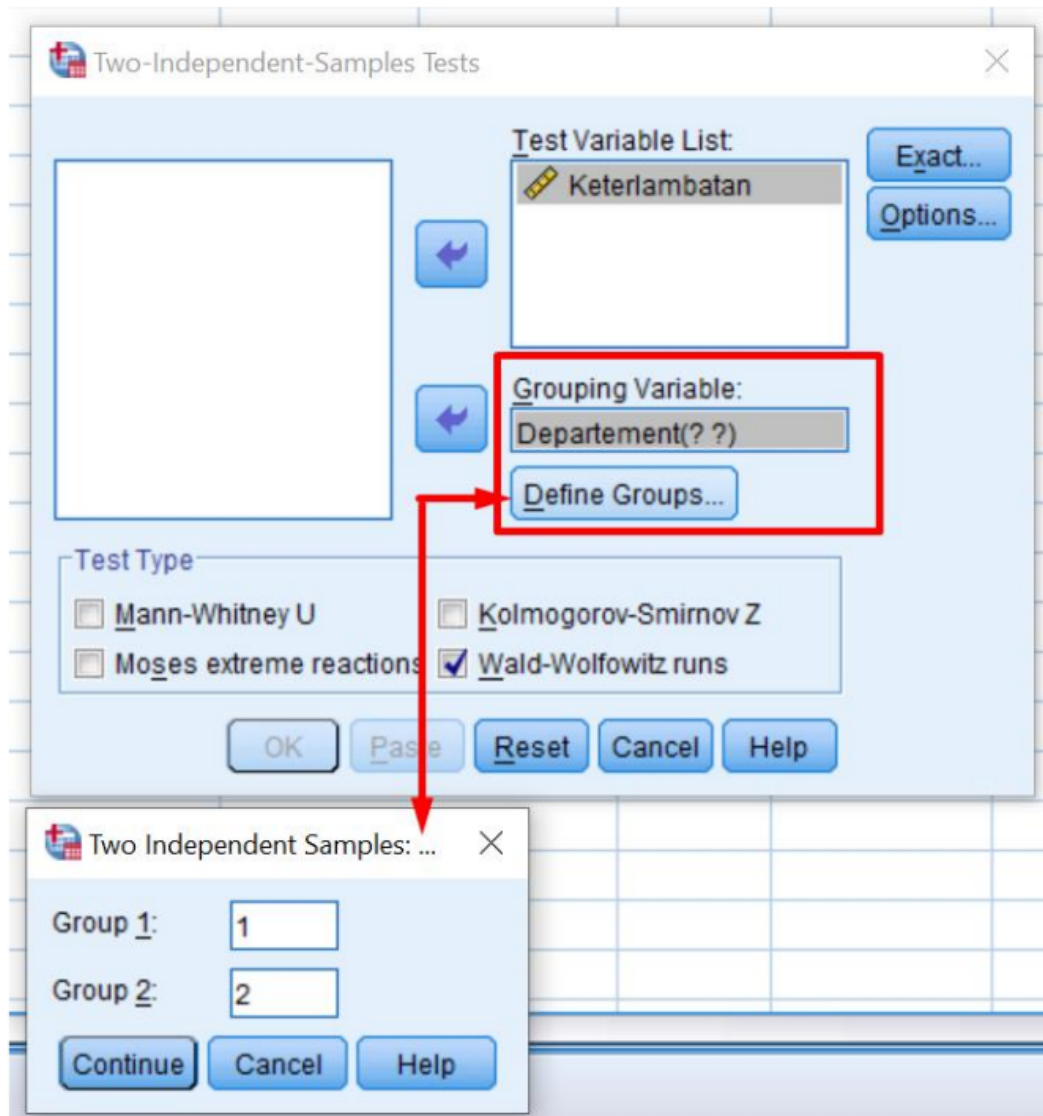 Two-Independent-Samples Tests
Test Variable List:
Keterlambatan
Exact...
Options...
Grouping Variable:
Departement(? ?)
Define Groups...
Test Type
Mann-Whitney U
Kolmogorov-Smirnov Z
Moses extreme reactions
Wald-Wolfowitz runs
OK Paste Reset Cancel Help
Two Independent Samples: ...
Group 1: 1
Group 2: 2
Continue Cancel Help